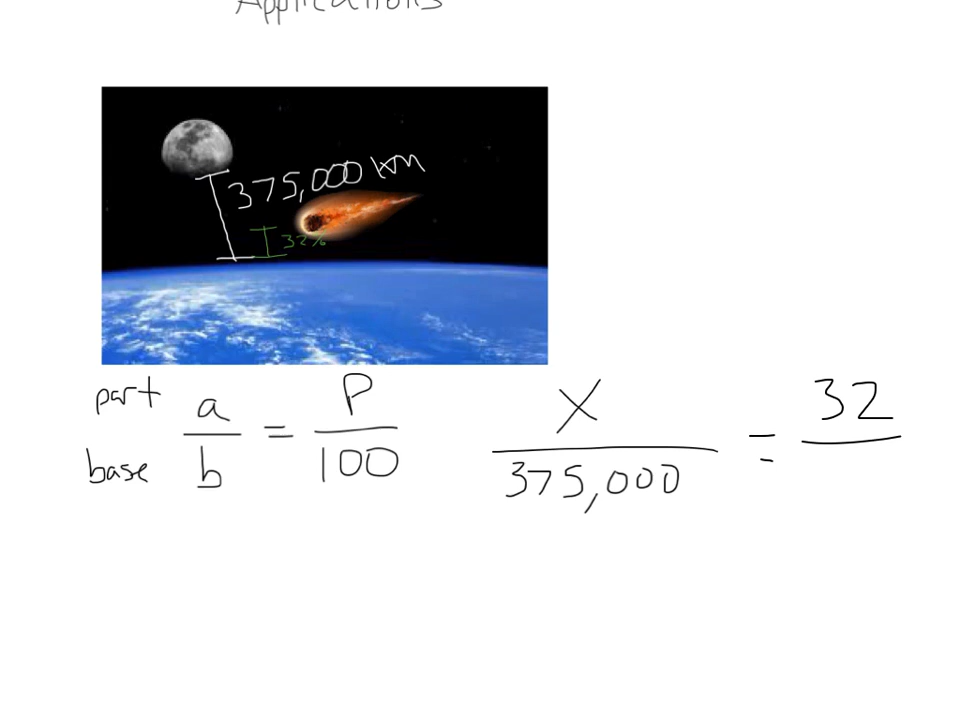 Applications
375,000 km
32%
part a/b = P/100
base
X/375,000 = 32/